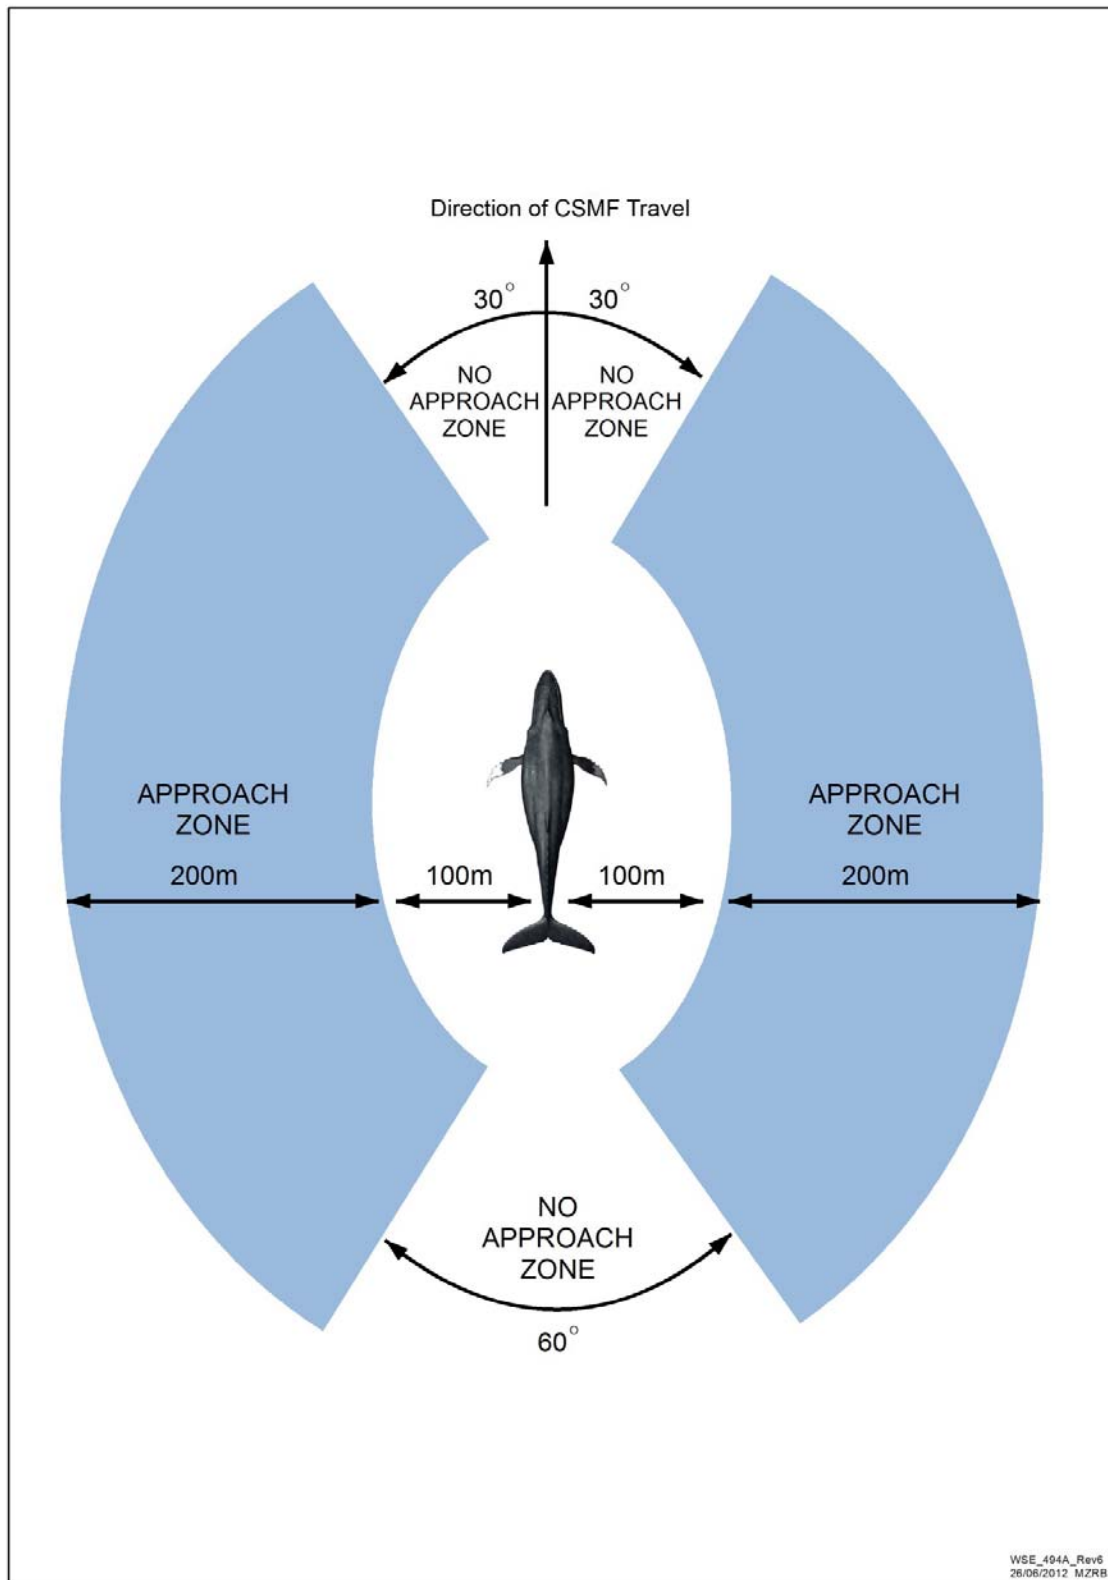 Direction of CSMF Travel
30° 30°
NO
APPROACH
ZONE
NO
APPROACH
ZONE
APPROACH
ZONE
200m
100m
100m
APPROACH
ZONE
200m
NO
APPROACH
ZONE
60°
WSE_494A_Rev6
26/06/2012 MZRB